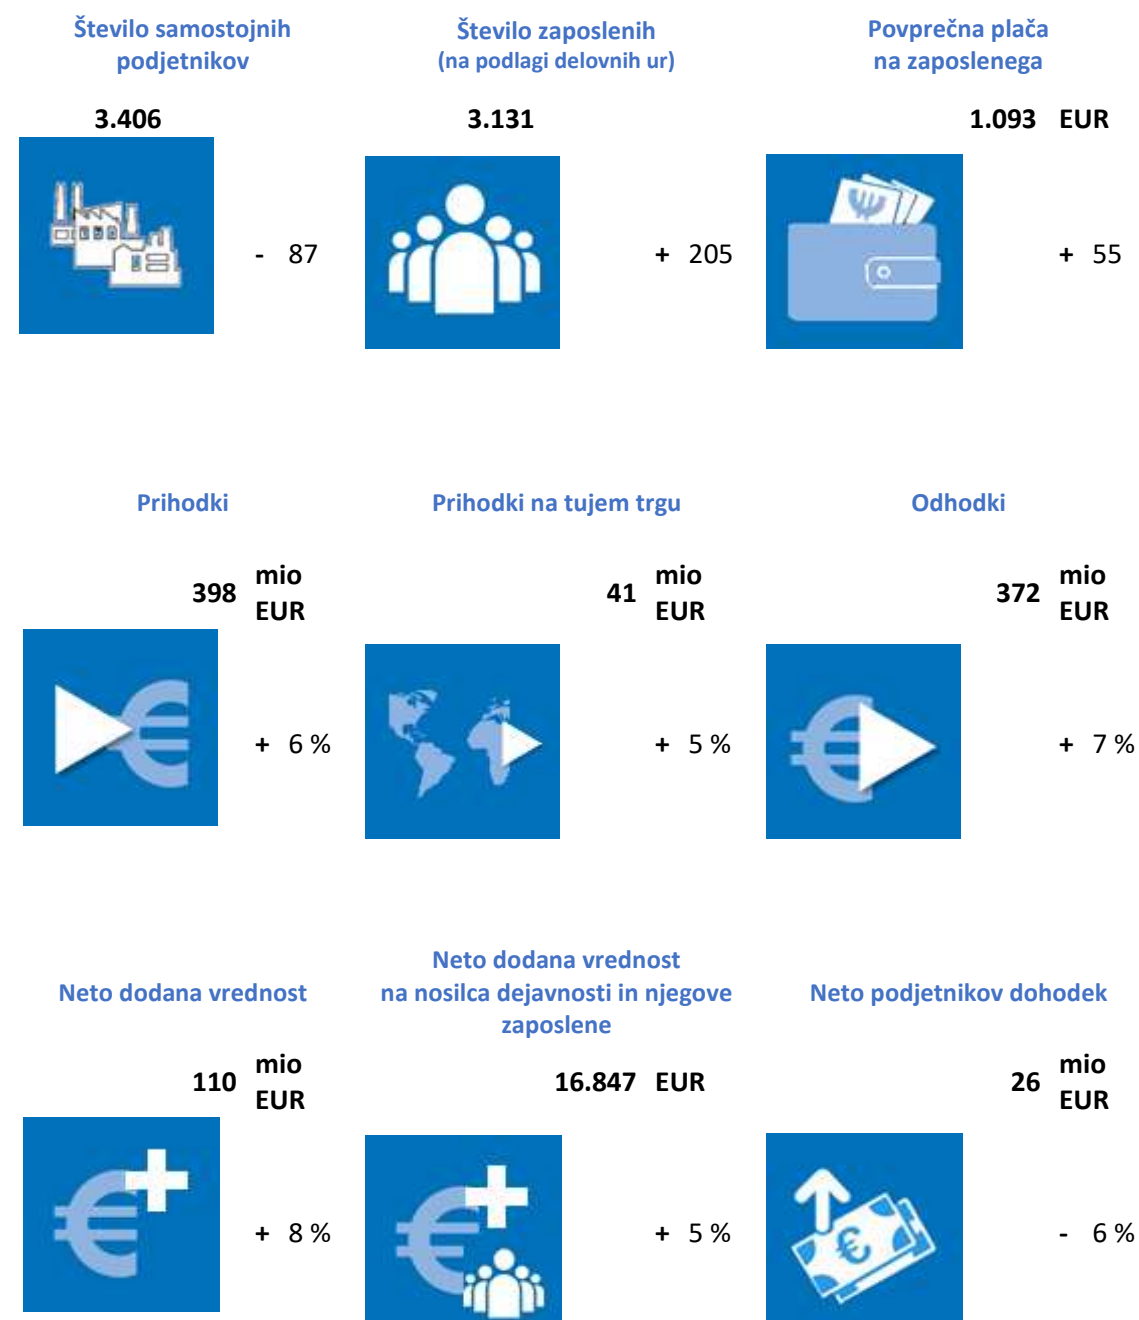 Število samostojnih
podjetnikov
3.406
- 87
Število zaposlenih
(na podlagi delovnih ur)
3.131
+ 205
Povprečna plača
na zaposlenega
1.093 EUR
+ 55
Prihodki
398 mio
EUR
+ 6 %
Prihodki na tujem trgu
41 mio
EUR
+ 5 %
Odhodki
372 mio
EUR
+ 7 %
Neto dodana vrednost
110 mio
EUR
+ 8 %
Neto dodana vrednost
na nosilca dejavnosti in njegove
zaposlene
16.847 EUR
+ 5 %
Neto podjetnikov dohodek
26 mio
EUR
- 6 %